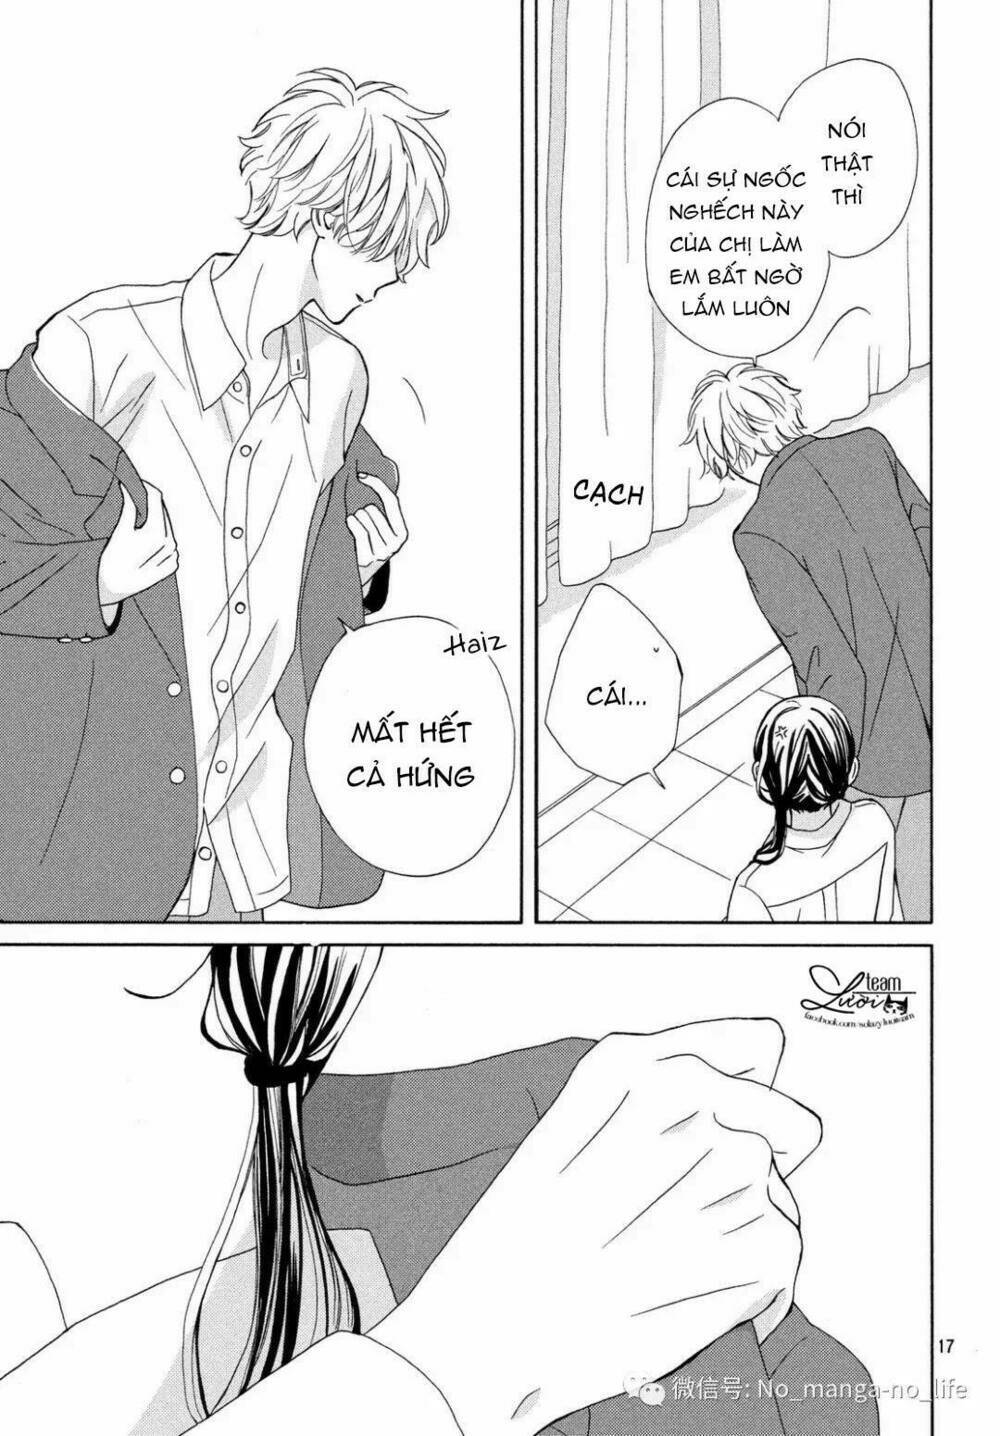 NÓI
THẬT
THÌ
CÁI SỰ NGỐC
NGHẾCH NÀY
CỦA CHỊ LÀM
EM BẤT NGỜ
LẮM LUÔN
CẠCH
CÁI...
Haiz
MẤT HẾT
CẢ HỨNG
team
Lười
17
微信号: No_manga-no_life